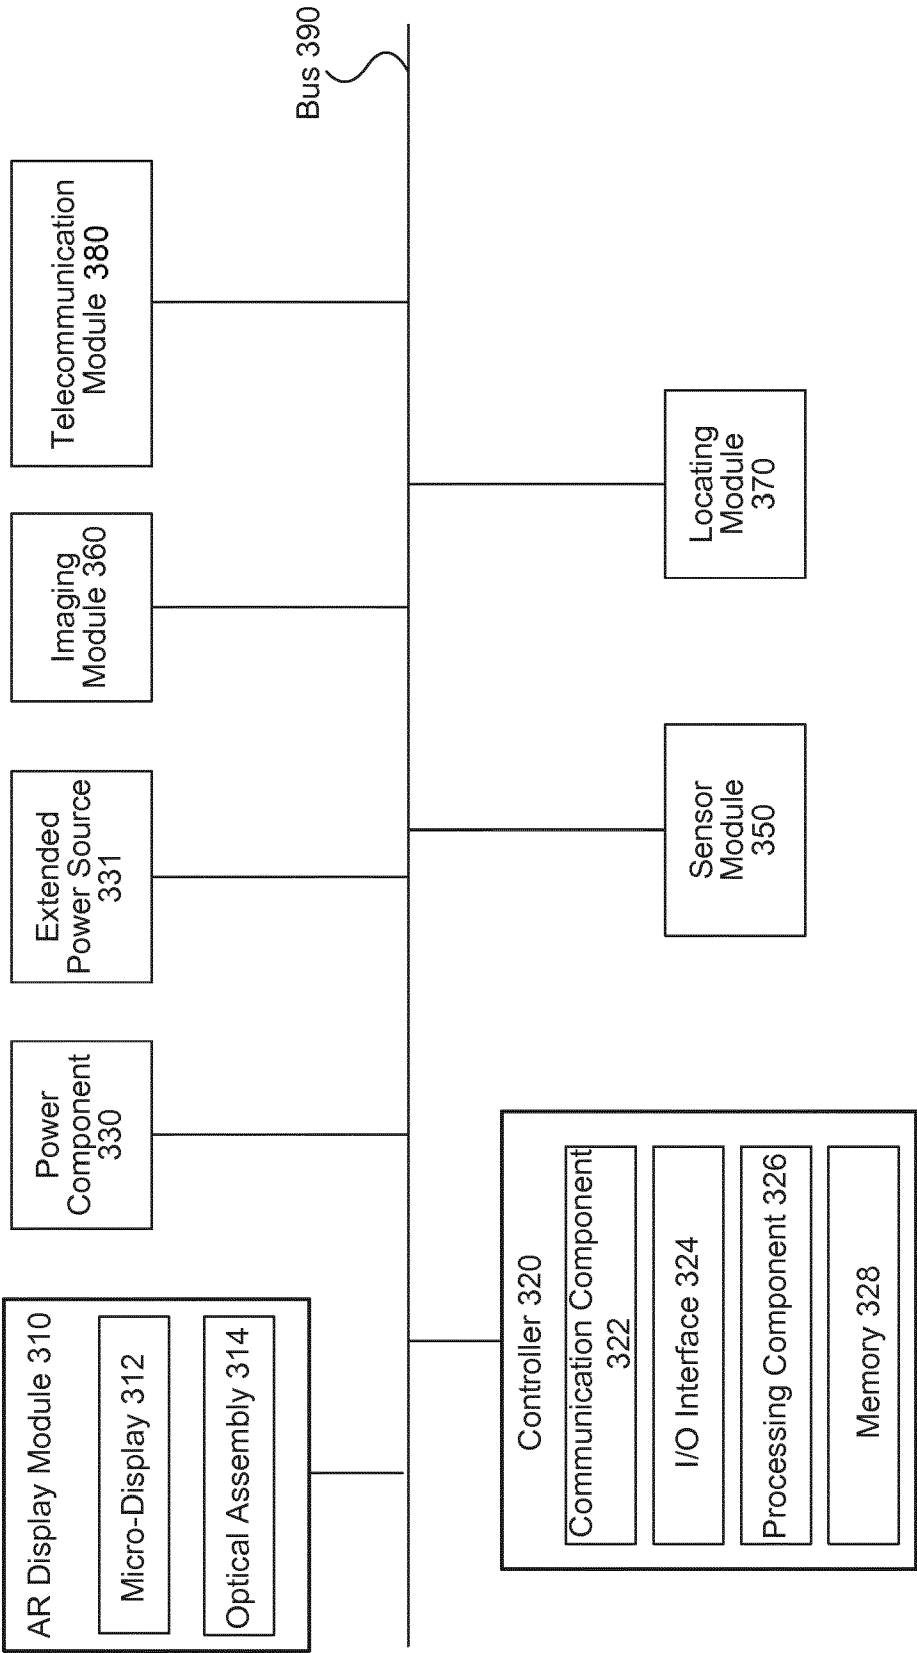 AR Display Module 310
Micro-Display 312
Optical Assembly 314
Power
Component
330
Extended
Power Source
331
Imaging
Module 360
Telecommunication
Module 380
Bus 390
Controller 320
Communication Component
322
I/O Interface 324
Processing Component 326
Memory 328
Sensor
Module
350
Locating
Module
370